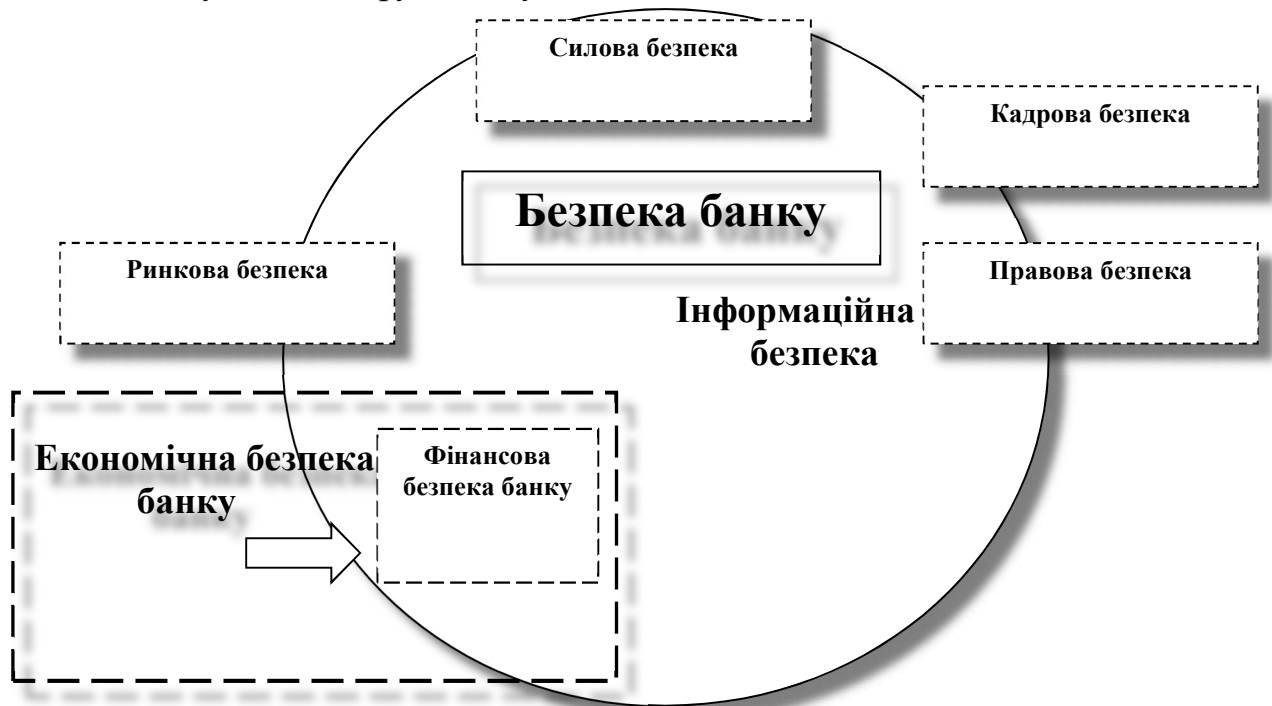 Силова безпека
Кадрова безпека
Безпека банку
Ринкова безпека
Правова безпека
Інформаційна
безпека
Економічна безпека
банку
Фінансова
безпека банку